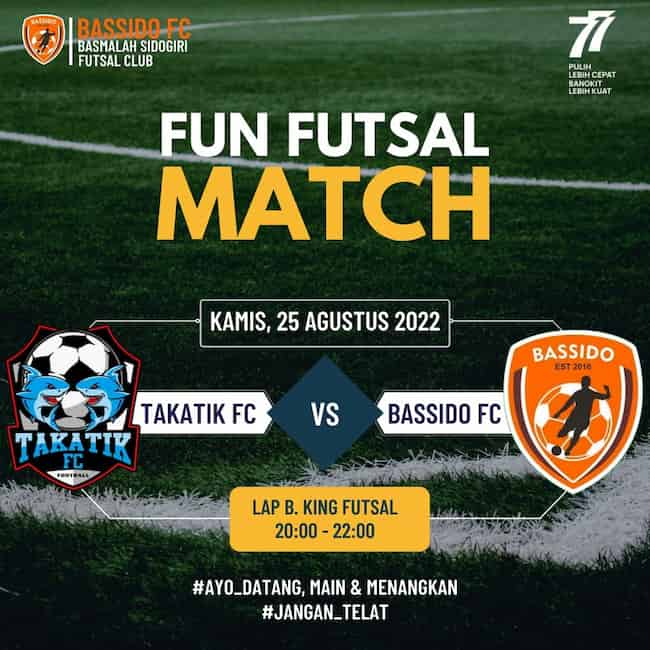 BASSIDO FC
BASMALAH SIDOGIRI
FUTSAL CLUB
BASSIDO
77
PULIH
LEBIH CEPAT
BANGKIT
LEBIH KUAT
FUN FUTSAL
MATCH
KAMIS, 25 AGUSTUS 2022
TAKATIK
FC
FOOTBALL
TAKATIK FC
VS
BASSIDO FC
BASSIDO
EST 2016
LAP B. KING FUTSAL
20:00 - 22:00
#AYO_DATANG, MAIN & MENANGKAN
#JANGAN_TELAT